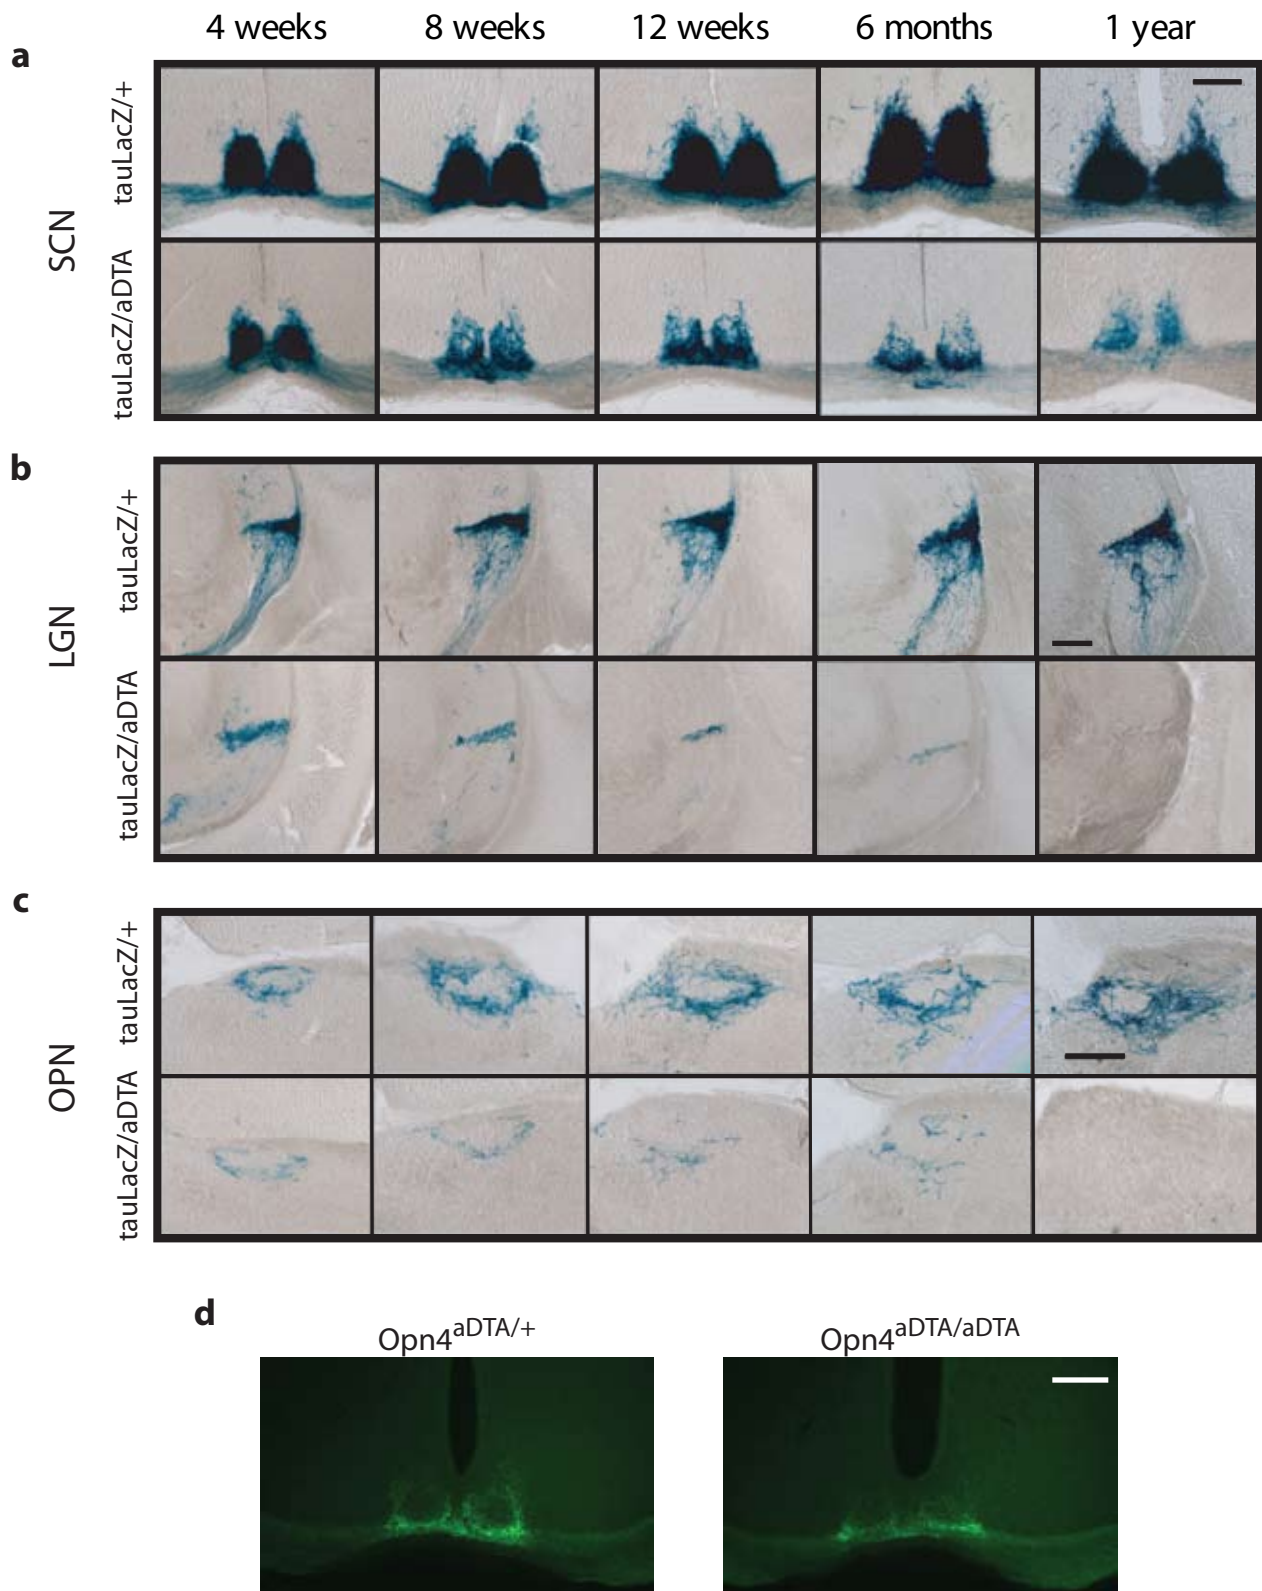 4 weeks 8 weeks 12 weeks 6 months 1 year
a
SCN
tauLacZ/+
tauLacZ/aDTA
b
LGN
tauLacZ/+
tauLacZ/aDTA
c
OPN
tauLacZ/+
tauLacZ/aDTA
d
Opn4aDTA/+ Opn4aDTA/aDTA